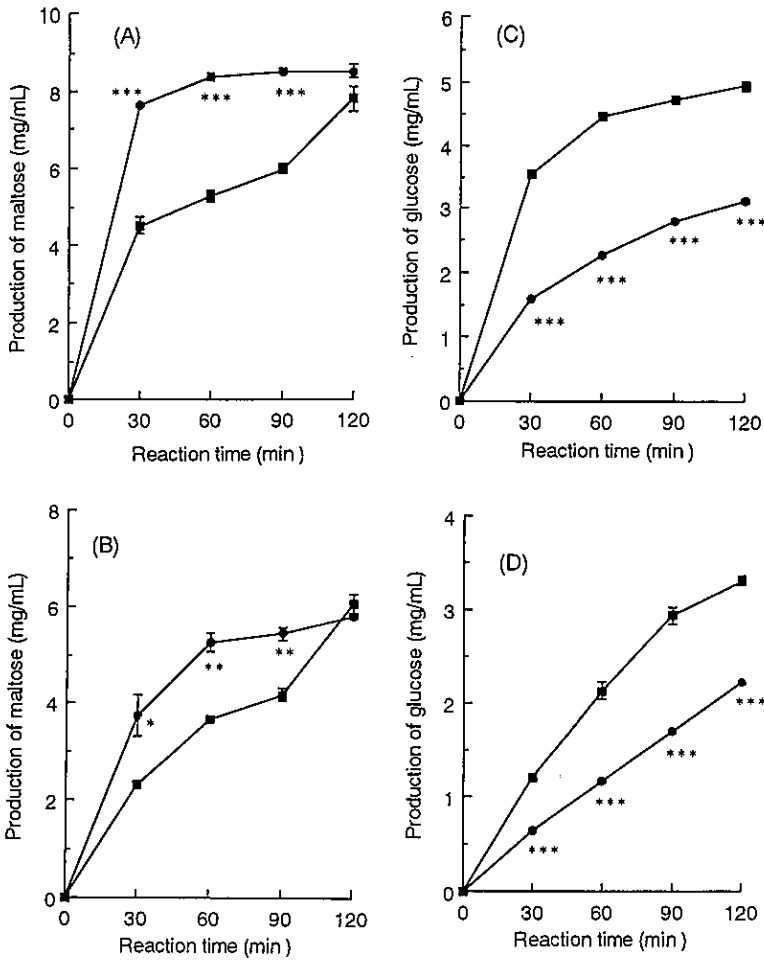 (A)
Production of maltose (mg/mL)
10
8
6
4
2
0
***
***
***
0 30 60 90 120
Reaction time (min )
(C)
Production of glucose (mg/mL)
6
5
4
3
2
1
0
***
***
***
***
0 30 60 90 120
Reaction time (min )
(B)
Production of maltose (mg/mL)
8
6
4
2
0
*
**
**
0 30 60 90 120
Reaction time (min )
(D)
Production of glucose (mg/mL)
4
3
2
1
0
***
***
***
***
0 30 60 90 120
Reaction time (min )